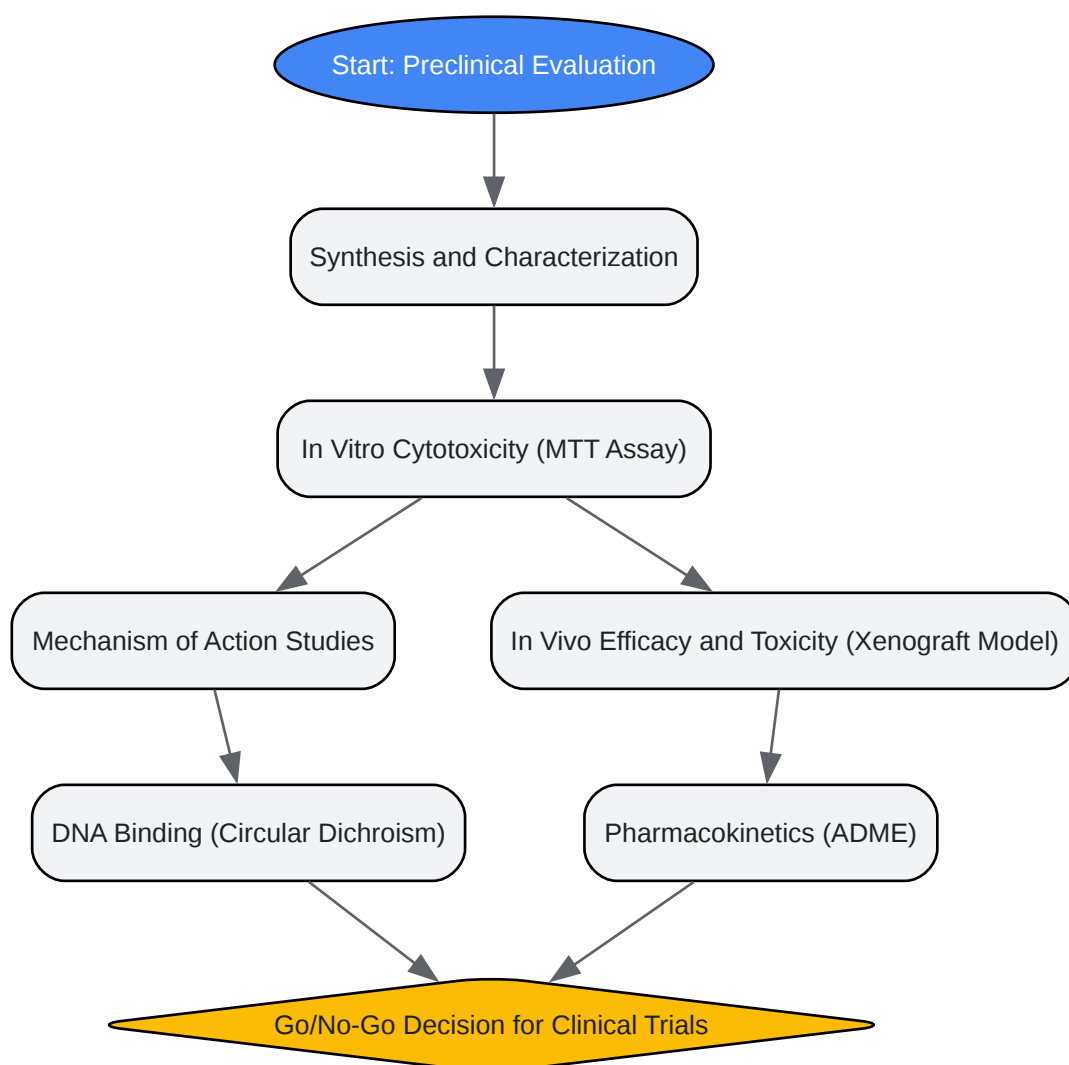 Start: Preclinical Evaluation
Synthesis and Characterization
In Vitro Cytotoxicity (MTT Assay)
Mechanism of Action Studies
In Vivo Efficacy and Toxicity (Xenograft Model)
DNA Binding (Circular Dichroism)
Pharmacokinetics (ADME)
Go/No-Go Decision for Clinical Trials